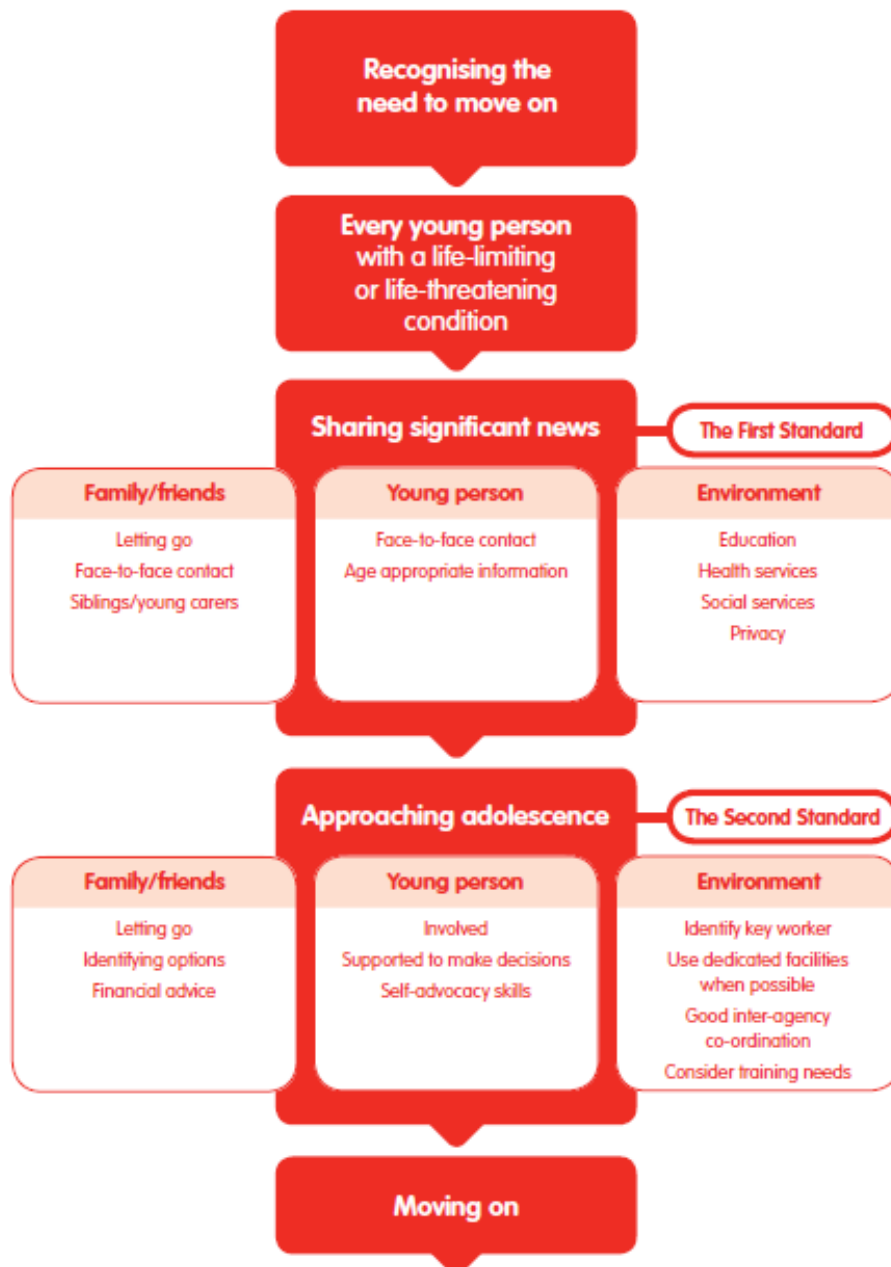 Recognising the
need to move on
Every young person
with a life-limiting
or life-threatening
condition
Sharing significant news
The First Standard
Family/friends
Letting go
Face-to-face contact
Siblings/young carers
Young person
Face-to-face contact
Age appropriate information
Environment
Education
Health services
Social services
Privacy
Approaching adolescence
The Second Standard
Family/friends
Letting go
Identifying options
Financial advice
Young person
Involved
Supported to make decisions
Self-advocacy skills
Environment
Identify key worker
Use dedicated facilities
when possible
Good inter-agency
co-ordination
Consider training needs
Moving on